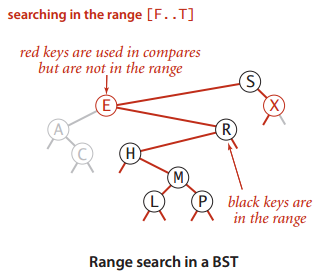 searching in the range [F..T]
red keys are used in compares
but are not in the range
S
E
X
A
R
C
H
M
L
P
black keys are
in the range
Range search in a BST